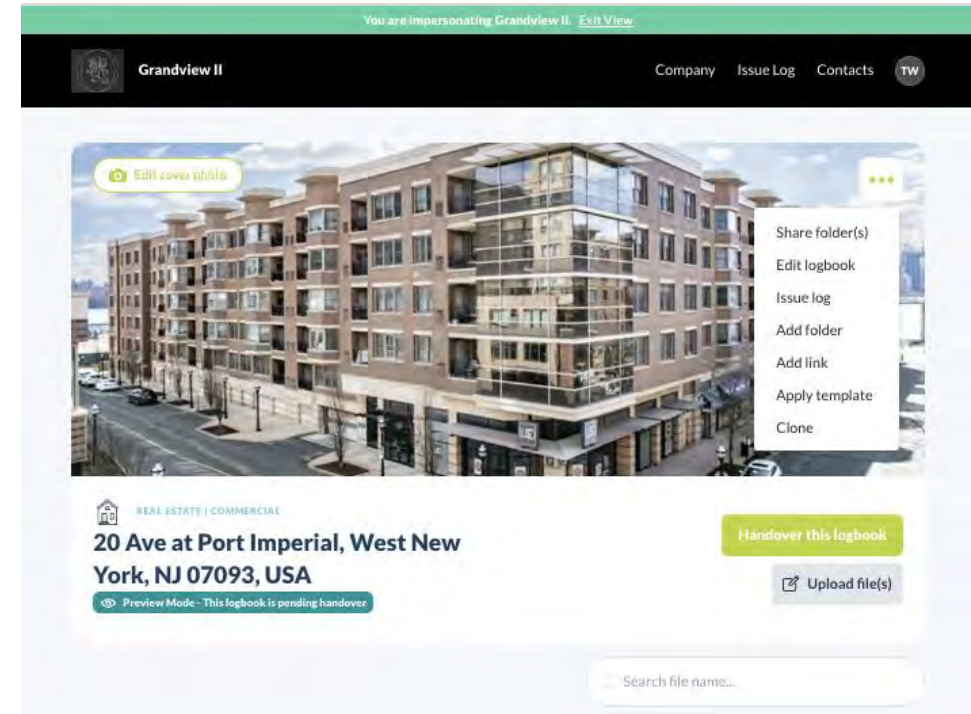 You are impersonating Grandview II. Exit View
Grandview II
Company Issue Log Contacts TW
Edit cover photo
Share folder(s)
Edit logbook
Issue log
Add folder
Add link
Apply template
Clone
REAL ESTATE | COMMERCIAL
20 Ave at Port Imperial, West New
York, NJ 07093, USA
Handover this logbook
Upload file(s)
Preview Mode - This logbook is pending handover
Search file name...